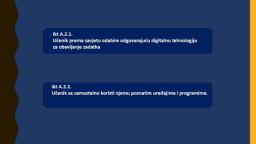 ikt A.2.1.
Učenik prema savjetu odabire odgovarajuću digitalnu tehnologiju
za obavljanje zadatka
ikt A.2.2.
Učenik se samostalno koristi njemu poznatim uređajima i programima.